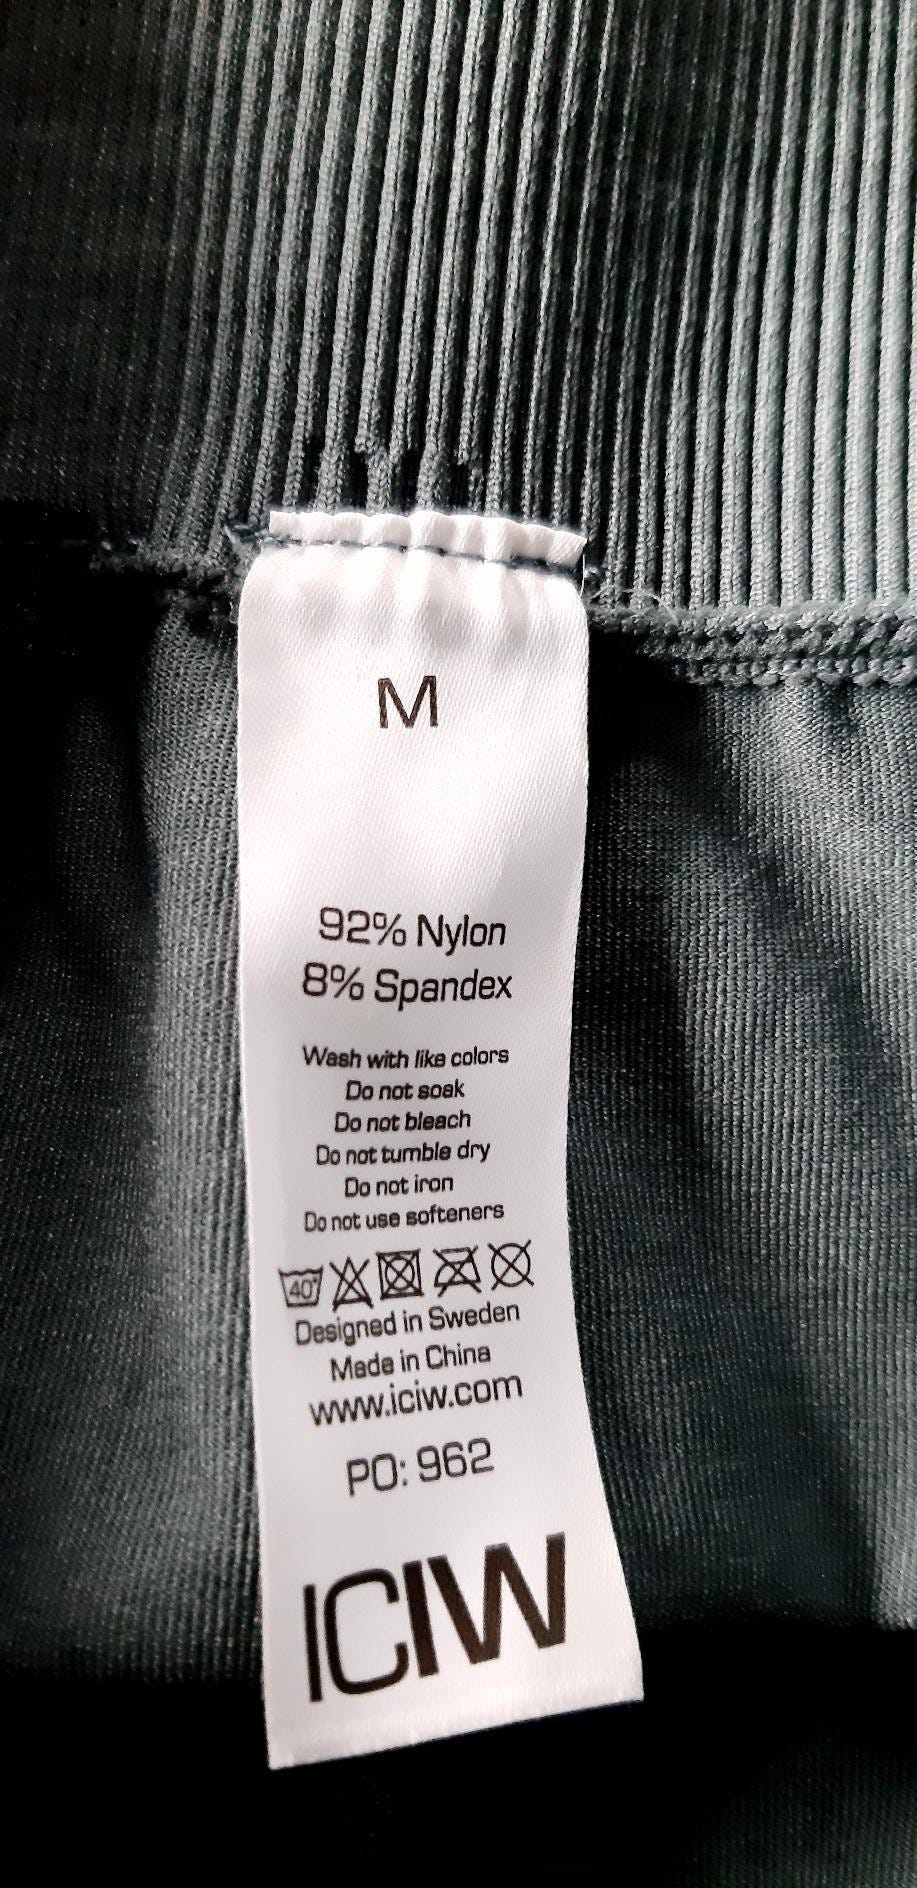 M
92% Nylon
8% Spandex
Wash with like colors
Do not soak
Do not bleach
Do not tumble dry
Do not iron
Do not use softeners
40°
Designed in Sweden
Made in China
www.iciw.com
PO: 962
ICIW